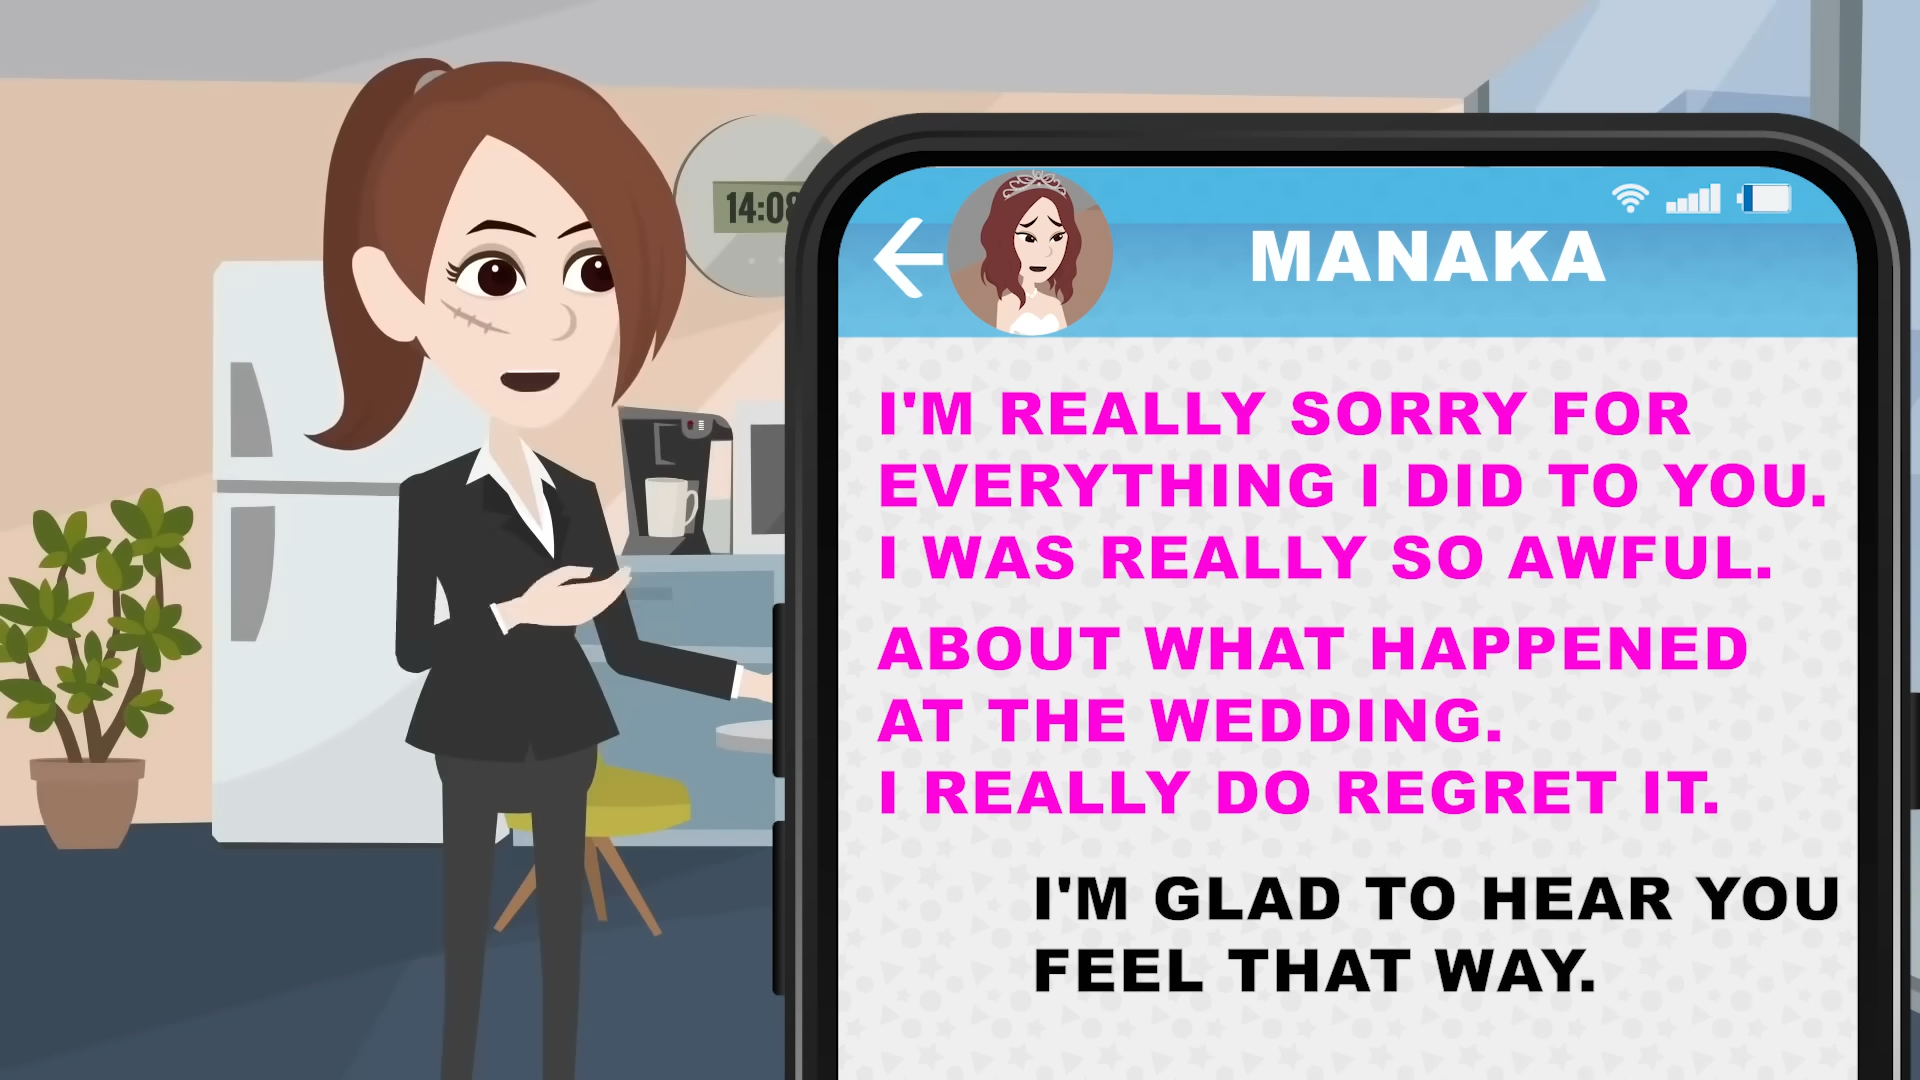 14:08
MANAKA
I'M REALLY SORRY FOR
EVERYTHING I DID TO YOU.
I WAS REALLY SO AWFUL.
ABOUT WHAT HAPPENED
AT THE WEDDING.
I REALLY DO REGRET IT.
I'M GLAD TO HEAR YOU
FEEL THAT WAY.